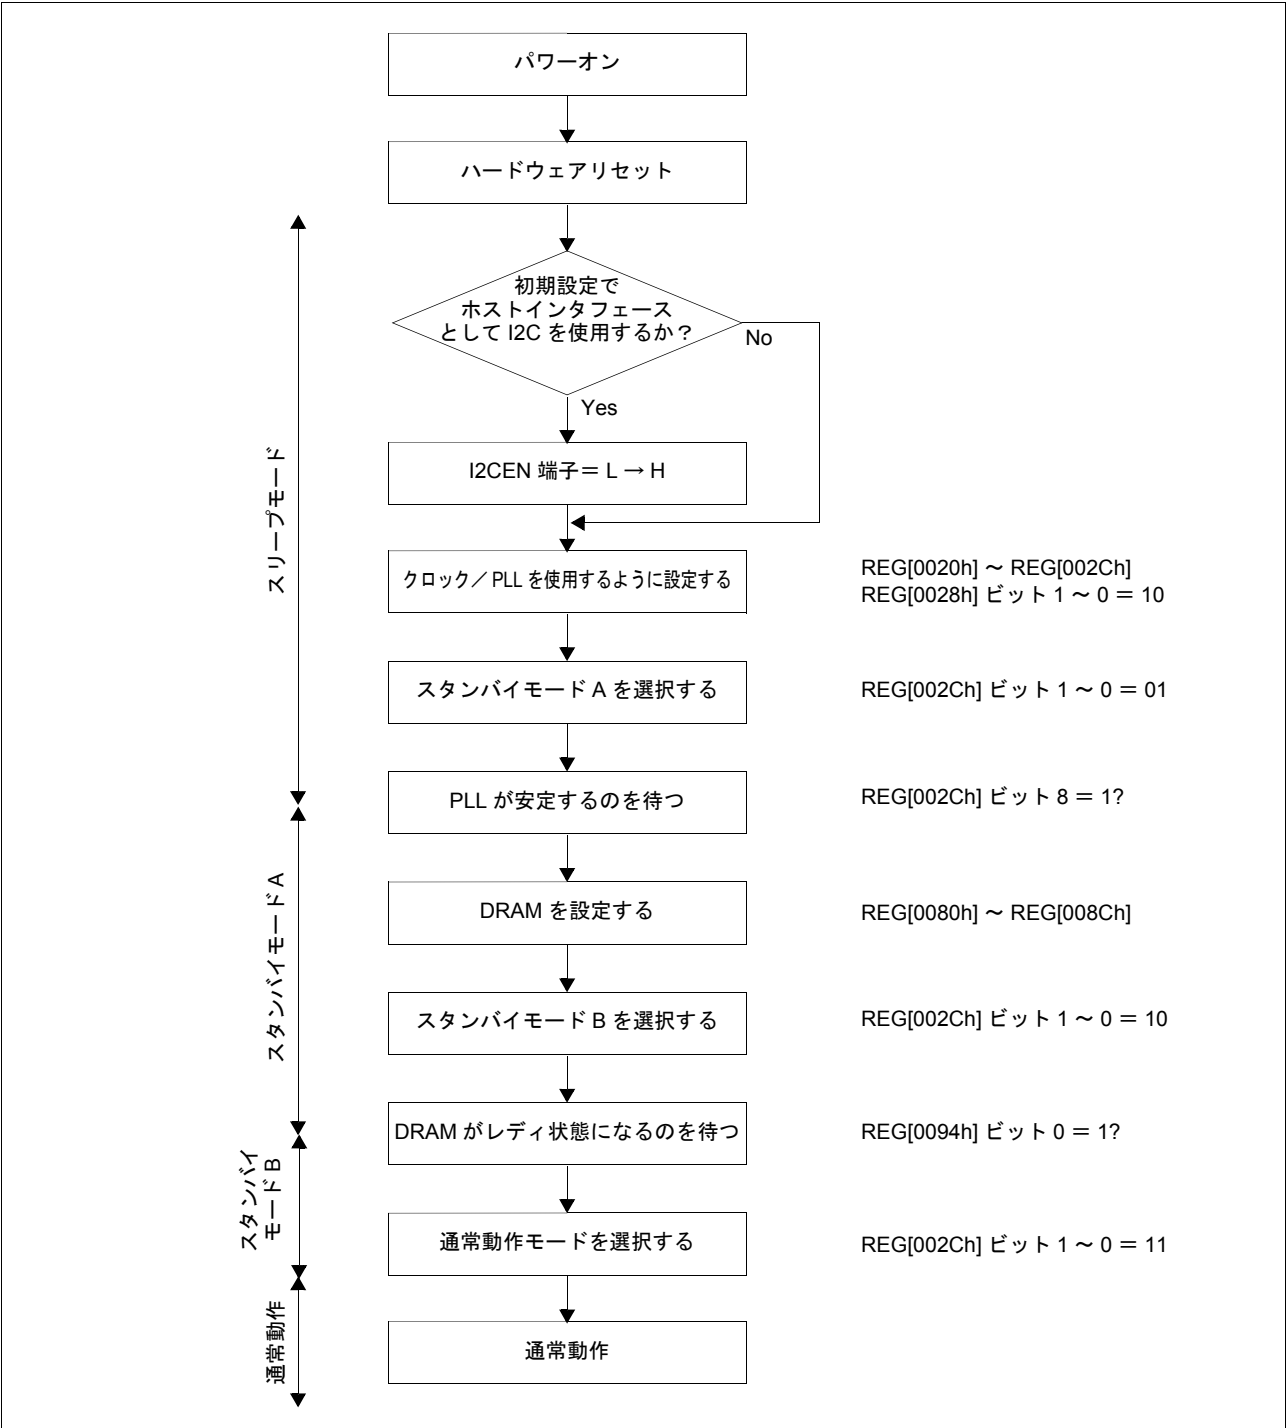 パワーオン
ハードウェアリセット
初期設定で
ホストインタフェース
として I2C を使用するか？
No
Yes
I2CEN 端子＝ L → H
クロック／ PLL を使用するように設定する
REG[0020h] ～ REG[002Ch]
REG[0028h] ビット 1 ～ 0 ＝ 10
スタンバイモード A を選択する
REG[002Ch] ビット 1 ～ 0 ＝ 01
PLL が安定するのを待つ
REG[002Ch] ビット 8 ＝ 1?
DRAM を設定する
REG[0080h] ～ REG[008Ch]
スタンバイモード B を選択する
REG[002Ch] ビット 1 ～ 0 ＝ 10
DRAM がレディ状態になるのを待つ
REG[0094h] ビット 0 ＝ 1?
通常動作モードを選択する
REG[002Ch] ビット 1 ～ 0 ＝ 11
通常動作
スリープモード
スタンバイモード A
スタンバイ
モード B
通常動作